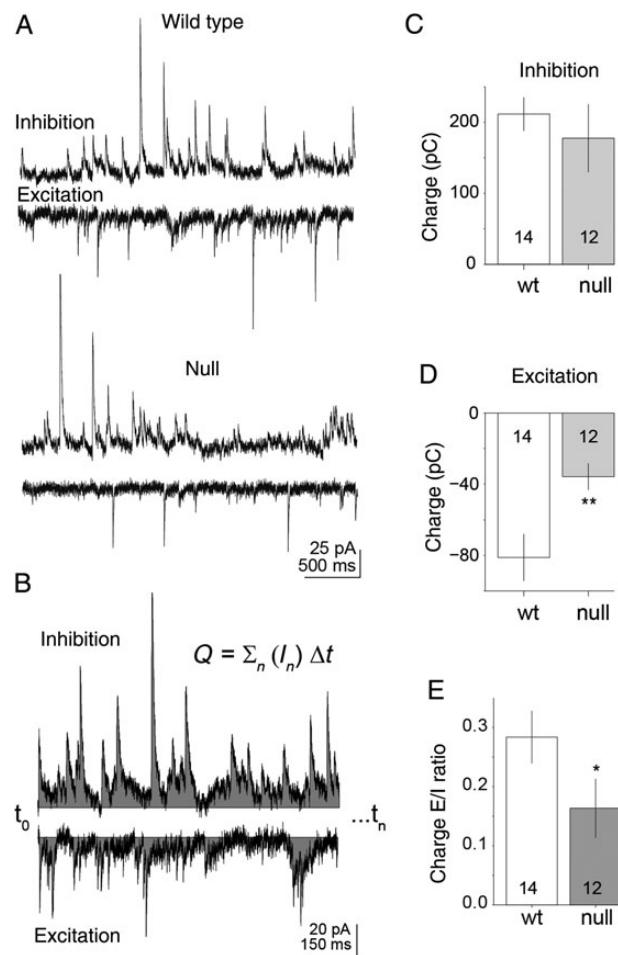 A
Wild type
Inhibition
Excitation
Null
25 pA
500 ms
B
Inhibition
Q = Σn (In) Δt
t0
...tn
Excitation
20 pA
150 ms
C
Inhibition
Charge (pC)
200
100
0
14
12
wt
null
D
Excitation
Charge (pC)
0
−40
−80
14
12
**
wt
null
E
Charge E/I ratio
0.3
0.2
0.1
0.0
*
14
12
wt
null